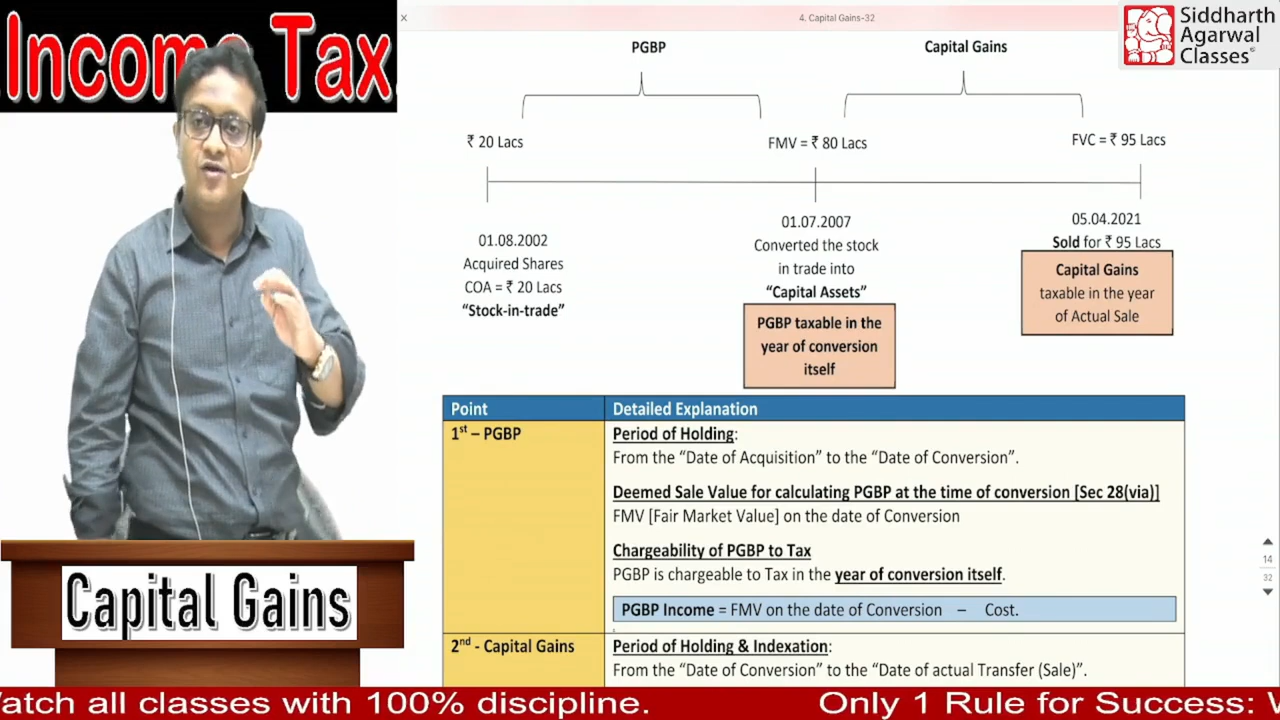 Income Tax
4. Capital Gains-32
Siddharth
Agarwal
Classes
PGBP
Capital Gains
₹ 20 Lacs
FMV = ₹ 80 Lacs
FVC = ₹ 95 Lacs
01.08.2002
Acquired Shares
COA = ₹ 20 Lacs
“Stock-in-trade”
01.07.2007
Converted the stock
in trade into
“Capital Assets”
PGBP taxable in the
year of conversion
itself
05.04.2021
Sold for ₹ 95 Lacs
Capital Gains
taxable in the year
of Actual Sale
Point
Detailed Explanation
1st – PGBP
Period of Holding:
From the “Date of Acquisition” to the “Date of Conversion”.
Deemed Sale Value for calculating PGBP at the time of conversion [Sec 28(via)]
FMV [Fair Market Value] on the date of Conversion
Chargeability of PGBP to Tax
PGBP is chargeable to Tax in the year of conversion itself.
PGBP Income = FMV on the date of Conversion – Cost.
2nd - Capital Gains
Period of Holding & Indexation:
From the “Date of Conversion” to the “Date of actual Transfer (Sale)”.
14
32
Capital Gains
Watch all classes with 100% discipline. Only 1 Rule for Success: W